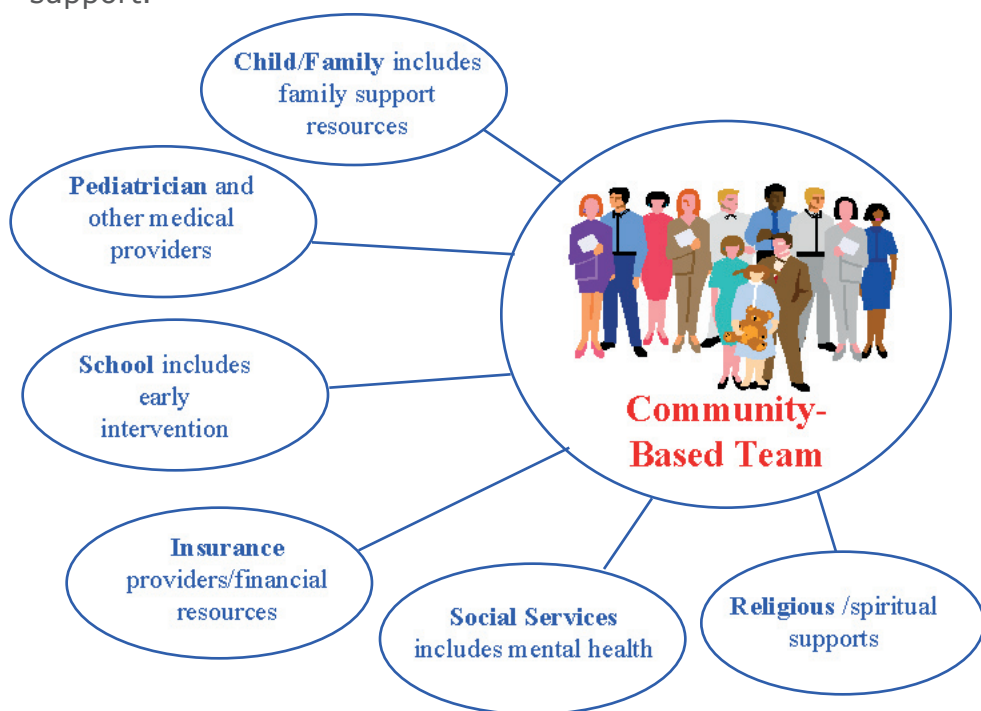 support.
Child/Family includes
family support
resources
Pediatrician and
other medical
providers
School includes
early
intervention
Community-
Based Team
Insurance
providers/financial
resources
Social Services
includes mental health
Religious /spiritual
supports